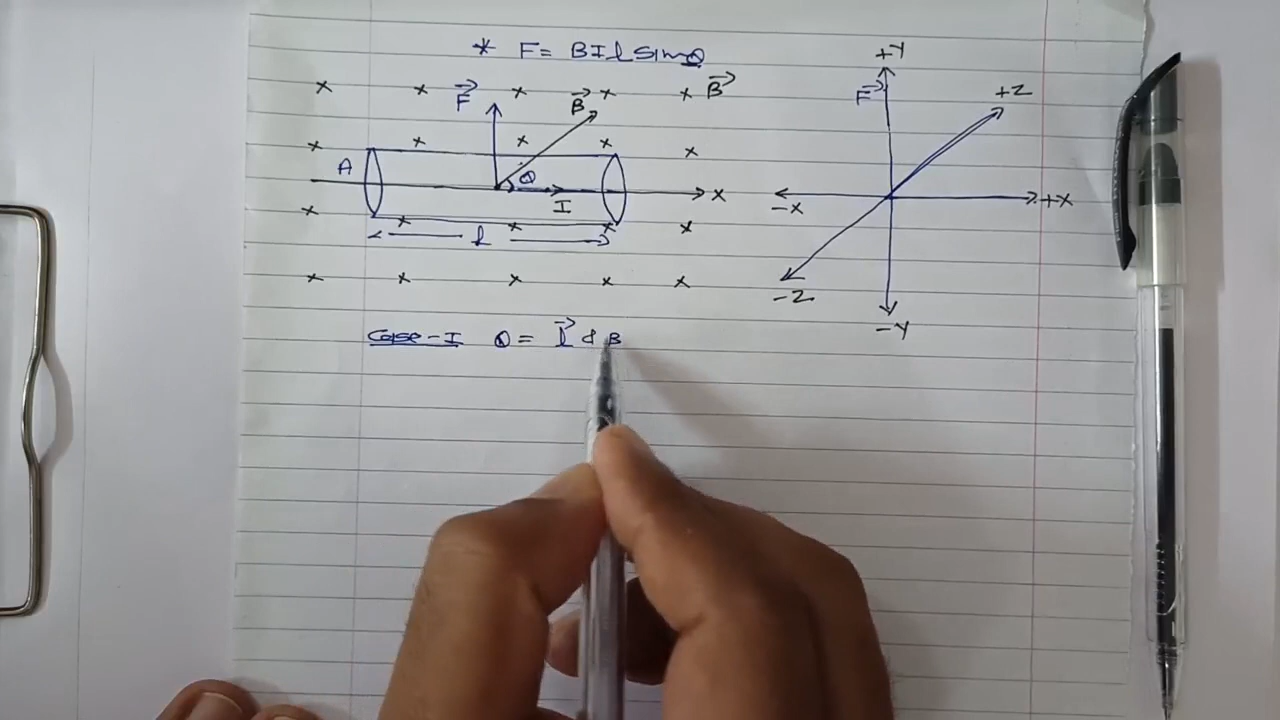 * F = BIl Sinθ
x x x x x B→
F→ B→
x x x x x
A θ
x
I
x x x x x
l
x x x x x
+Y
F→
+Z
-X +X
-Z
-Y
Case-I θ = l→ & B